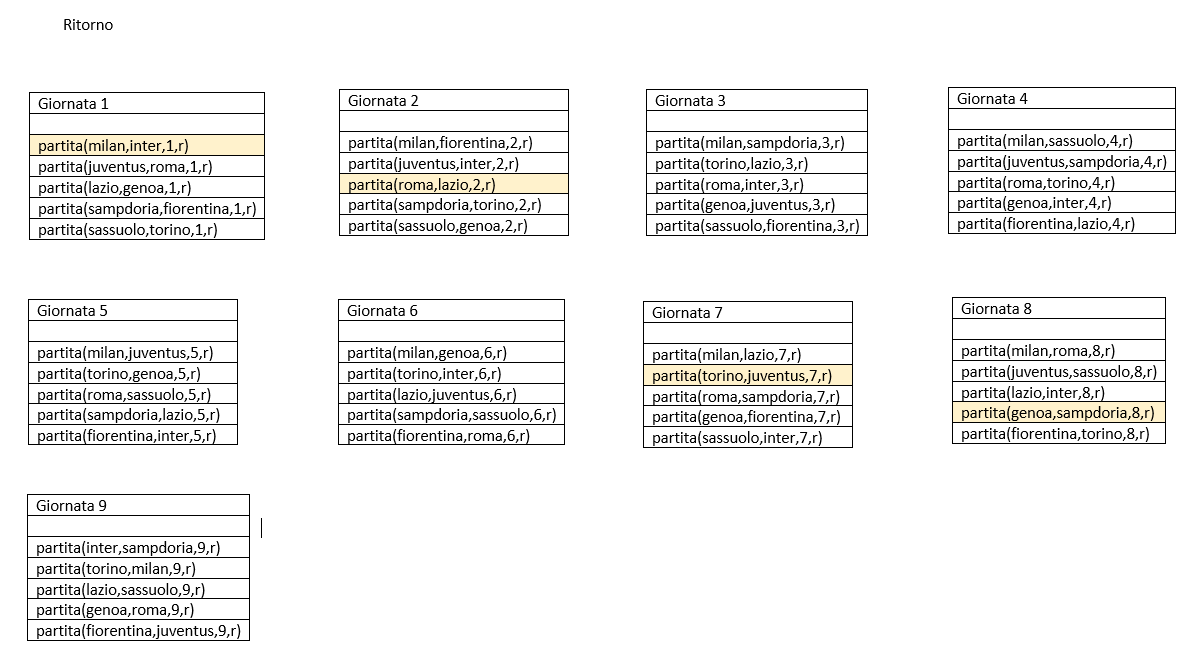 Ritorno
Giornata 1
partita(milan,inter,1,r)
partita(juventus,roma,1,r)
partita(lazio,genoa,1,r)
partita(sampdoria,fiorentina,1,r)
partita(sassuolo,torino,1,r)
Giornata 2
partita(milan,fiorentina,2,r)
partita(juventus,inter,2,r)
partita(roma,lazio,2,r)
partita(sampdoria,torino,2,r)
partita(sassuolo,genoa,2,r)
Giornata 3
partita(milan,sampdoria,3,r)
partita(torino,lazio,3,r)
partita(roma,inter,3,r)
partita(genoa,juventus,3,r)
partita(sassuolo,fiorentina,3,r)
Giornata 4
partita(milan,sassuolo,4,r)
partita(juventus,sampdoria,4,r)
partita(roma,torino,4,r)
partita(genoa,inter,4,r)
partita(fiorentina,lazio,4,r)
Giornata 5
partita(milan,juventus,5,r)
partita(torino,genoa,5,r)
partita(roma,sassuolo,5,r)
partita(sampdoria,lazio,5,r)
partita(fiorentina,inter,5,r)
Giornata 6
partita(milan,genoa,6,r)
partita(torino,inter,6,r)
partita(lazio,juventus,6,r)
partita(sampdoria,sassuolo,6,r)
partita(fiorentina,roma,6,r)
Giornata 7
partita(milan,lazio,7,r)
partita(torino,juventus,7,r)
partita(roma,sampdoria,7,r)
partita(genoa,fiorentina,7,r)
partita(sassuolo,inter,7,r)
Giornata 8
partita(milan,roma,8,r)
partita(juventus,sassuolo,8,r)
partita(lazio,inter,8,r)
partita(genoa,sampdoria,8,r)
partita(fiorentina,torino,8,r)
Giornata 9
partita(inter,sampdoria,9,r)
partita(torino,milan,9,r)
partita(lazio,sassuolo,9,r)
partita(genoa,roma,9,r)
partita(fiorentina,juventus,9,r)